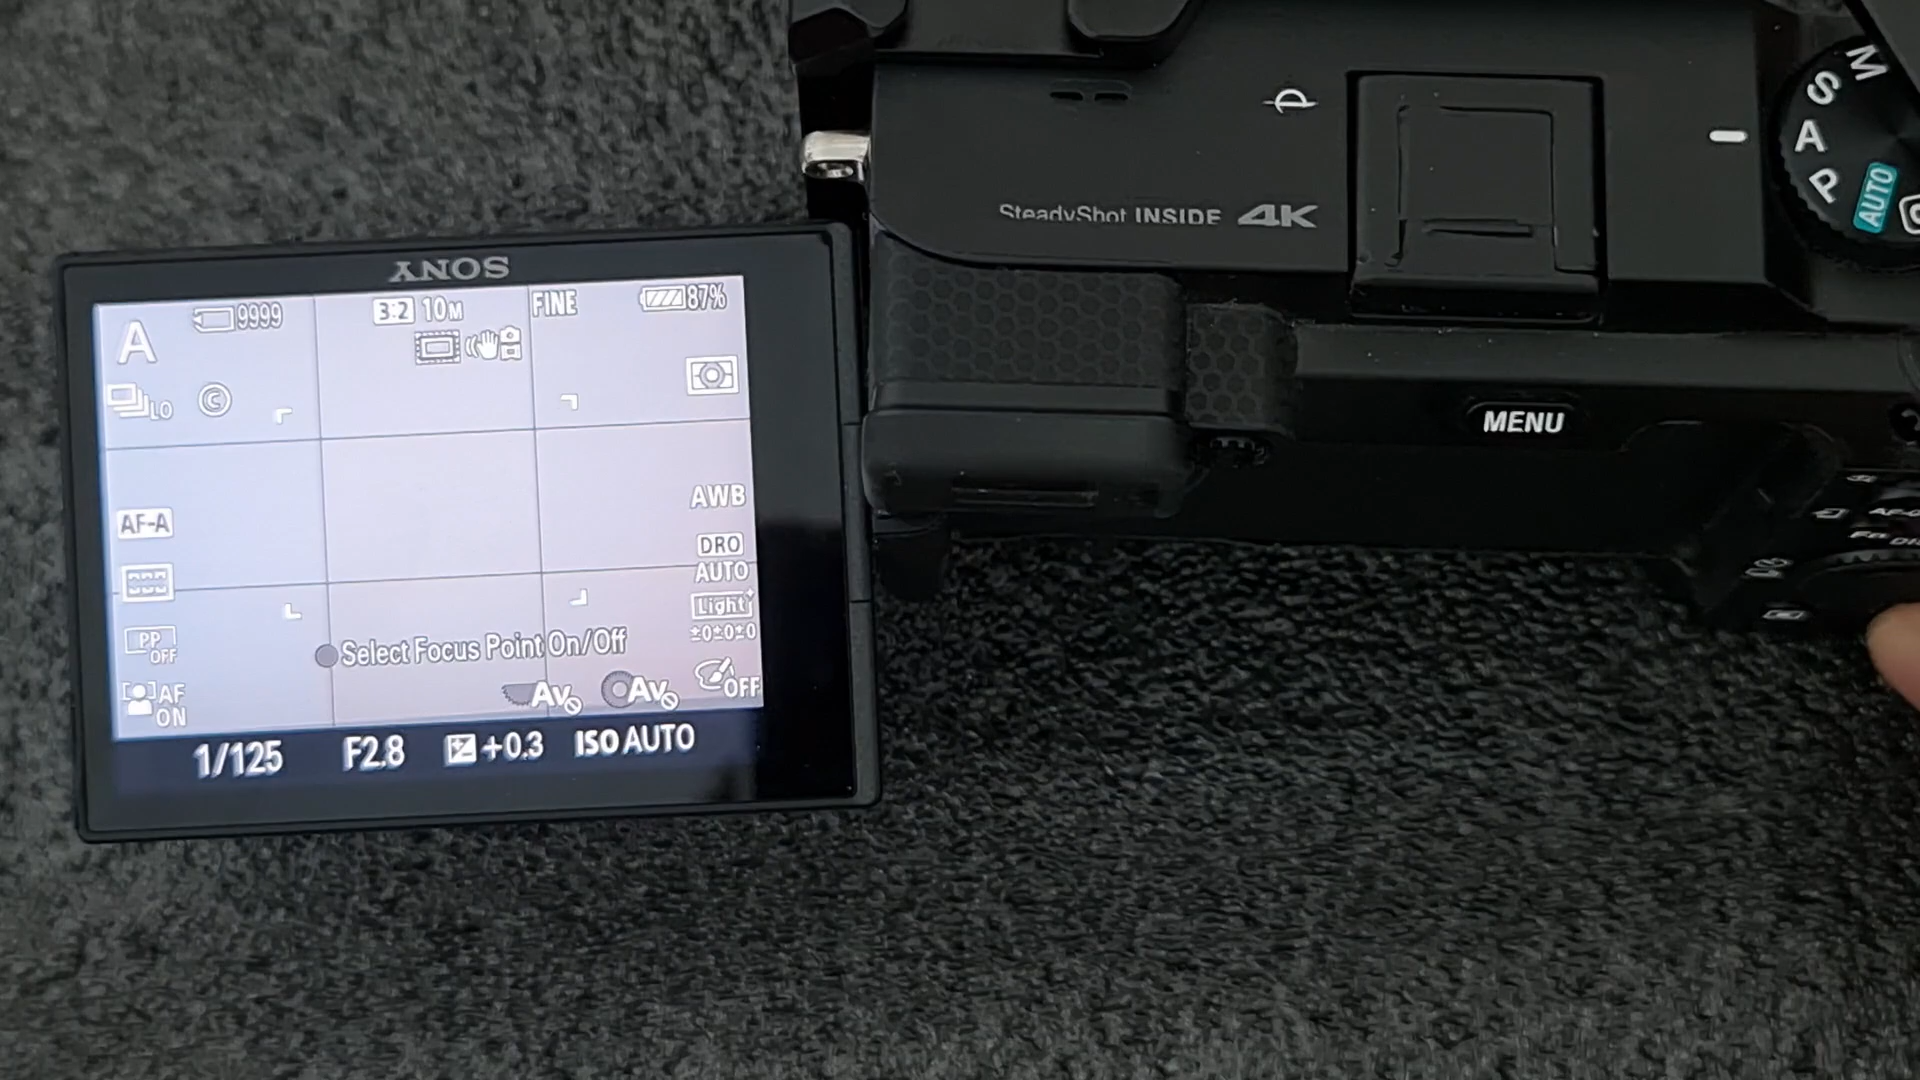 SONY
A
9999
3:2 10M
FINE
87%
LO
C
AF-A
AWB
DRO
AUTO
Light+
±0±0±0
PP
OFF
Select Focus Point On/Off
AF
ON
Av
Av
OFF
1/125
F2.8
+0.3
ISO AUTO
SteadyShot INSIDE 4K
M
S
A
P
AUTO
MENU